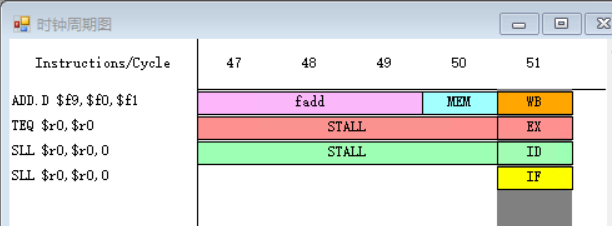 时钟周期图
Instructions/Cycle 47 48 49 50 51
ADD.D $f9,$f0,$f1 fadd MEM WB
TEQ $r0,$r0 STALL EX
SLL $r0,$r0,0 STALL ID
SLL $r0,$r0,0 IF